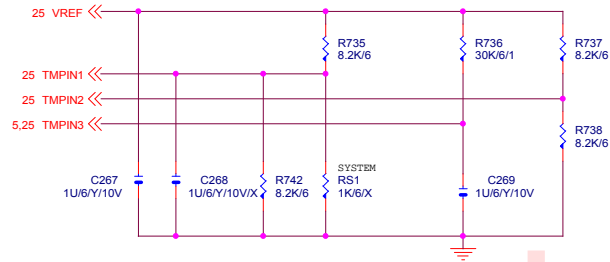 25 VREF
R735
8.2K/6
R736
30K/6/1
R737
8.2K/6
25 TMPIN1
25 TMPIN2
5,25 TMPIN3
R738
8.2K/6
C267
1U/6/Y/10V
C268
1U/6/Y/10V/X
R742
8.2K/6
SYSTEM
RS1
1K/6/X
C269
1U/6/Y/10V